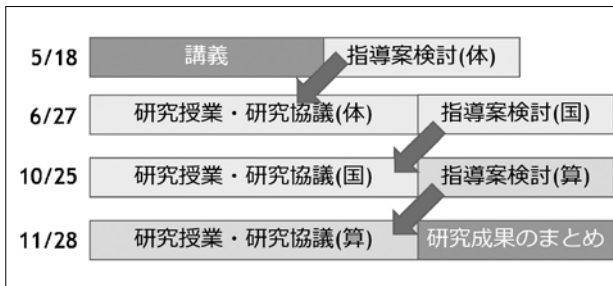 5/18 講義 指導案検討(体)
6/27 研究授業・研究協議(体) 指導案検討(国)
10/25 研究授業・研究協議(国) 指導案検討(算)
11/28 研究授業・研究協議(算) 研究成果のまとめ